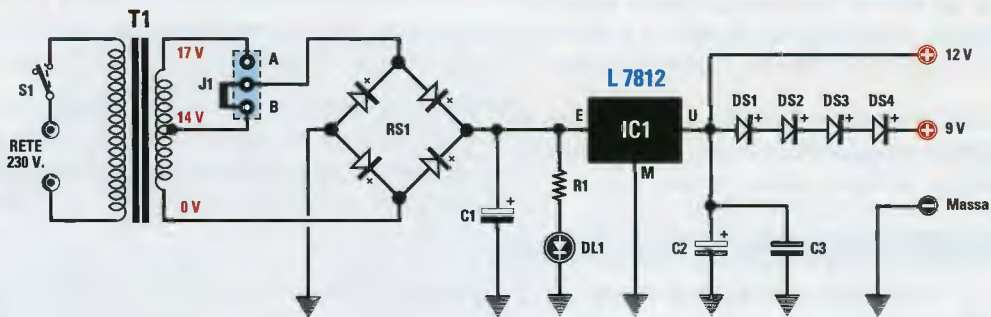 T1
17 V
A
J1
B
14 V
0 V
S1
RETE
230 V.
RS1
C1
+
R1
DL1
L 7812
E
IC1
U
M
DS1
DS2
DS3
DS4
+
+
+
+
12 V
9 V
Massa
C2
+
C3